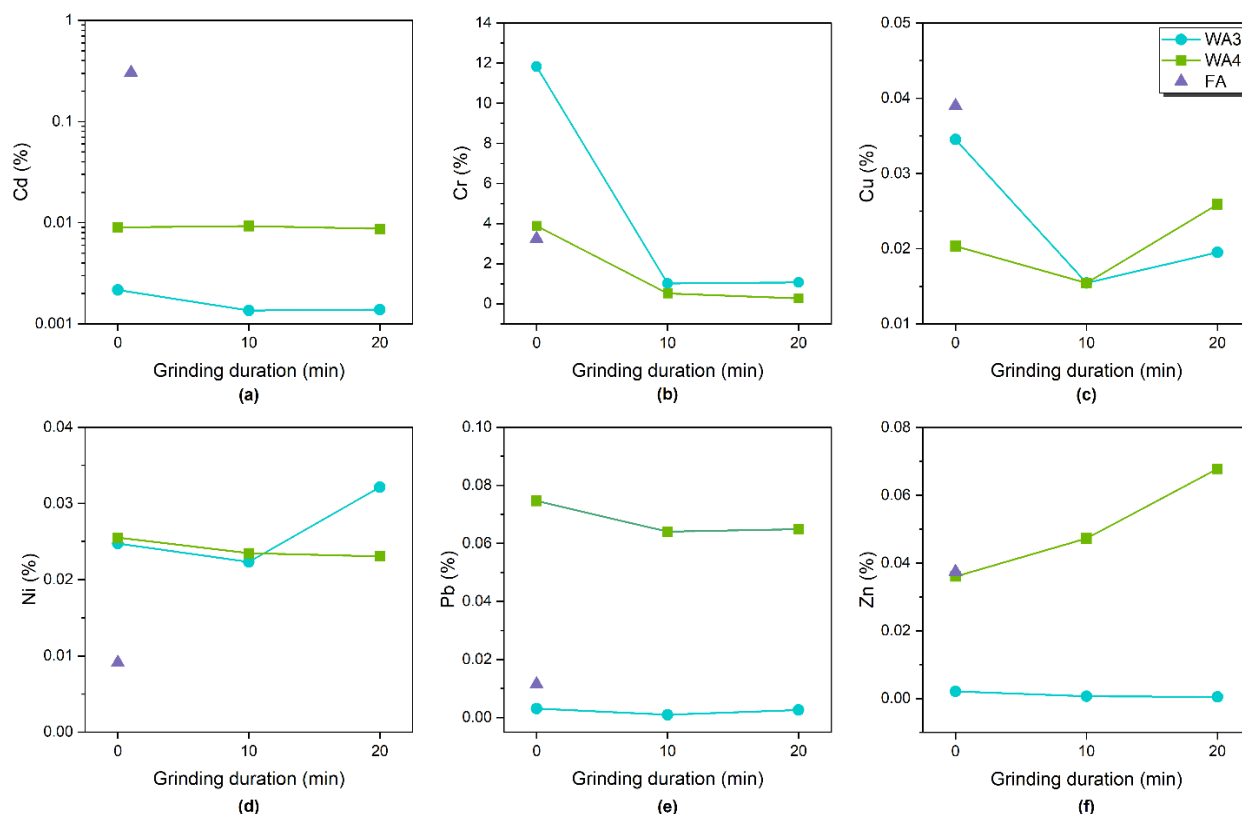 Cd (%)
1
0.1
0.01
0.001
0
10
20
Grinding duration (min)
(a)
Cr (%)
14
12
10
8
6
4
2
0
0
10
20
Grinding duration (min)
(b)
Cu (%)
0.05
0.04
0.03
0.02
0.01
0
10
20
Grinding duration (min)
(c)
WA3
WA4
FA
Ni (%)
0.04
0.03
0.02
0.01
0.00
0
10
20
Grinding duration (min)
(d)
Pb (%)
0.10
0.08
0.06
0.04
0.02
0.00
0
10
20
Grinding duration (min)
(e)
Zn (%)
0.08
0.06
0.04
0.02
0.00
0
10
20
Grinding duration (min)
(f)